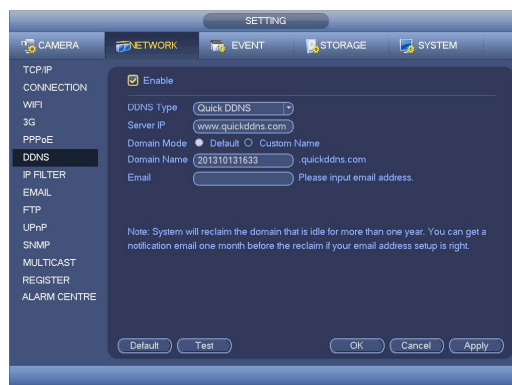 SETTING
CAMERA NETWORK EVENT STORAGE SYSTEM
TCP/IP
CONNECTION
WIFI
3G
PPPoE
DDNS
IP FILTER
EMAIL
FTP
UPnP
SNMP
MULTICAST
REGISTER
ALARM CENTRE
Enable
DDNS Type Quick DDNS
Server IP www.quickddns.com
Domain Mode Default Custom Name
Domain Name 201310131633 .quickddns.com
Email Please input email address.
Note: System will reclaim the domain that is idle for more than one year. You can get a
notification email one month before the reclaim if your email address setup is right.
Default Test OK Cancel Apply